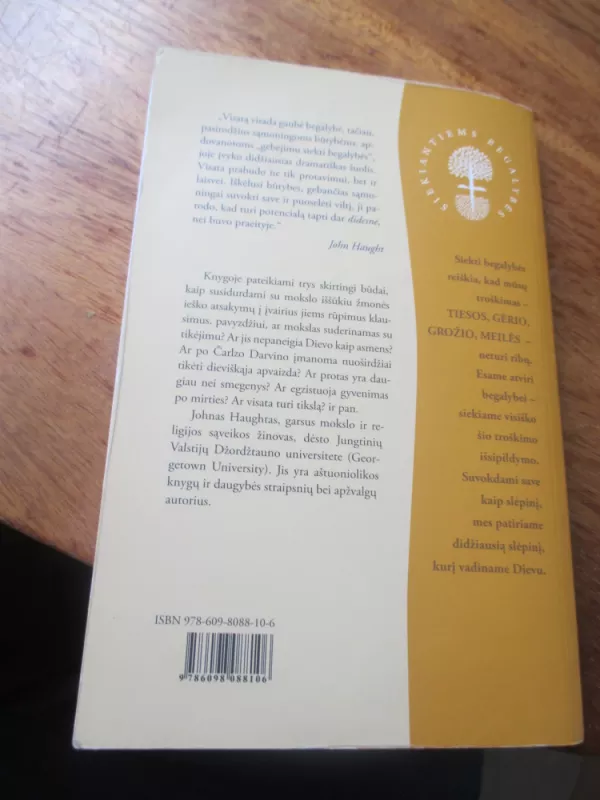 „Visatą visada gaubė begalybė, tačiau,
pasirodžius sąmoningoms būtybėms, ap-
dovanotoms „gebėjimu siekti begalybės“,
joje įvyko didžiausias dramatiškas šuolis.
Visata prabudo ne tik protavimui, bet ir
laisvei. Iškėlusi būtybes, gebančias sąmo-
ningai suvokti save ir puoselėti viltį, ji pa-
rodo, kad turi potencialą tapti dar didesnė,
nei buvo praeityje.“
John Haught
Knygoje pateikiami trys skirtingi būdai,
kaip susidurdami su mokslo iššūkiu žmonės
ieško atsakymų į įvairius jiems rūpimus klau-
simus, pavyzdžiui, ar mokslas suderinamas su
tikėjimu? Ar jis nepaneigia Dievo kaip asmens?
Ar po Čarlzo Darvino įmanoma nuoširdžiai
tikėti dieviškąja apvaizda? Ar protas yra dau-
giau nei smegenys? Ar egzistuoja gyvenimas
po mirties? Ar visata turi tikslą? ir pan.
Johnas Haughtas, garsus mokslo ir re-
ligijos sąveikos žinovas, dėsto Jungtinių
Valstijų Džordžtauno universitete (Geor-
getown University). Jis yra aštuoniolikos
knygų ir daugybės straipsnių bei apžvalgų
autorius.
ISBN 978-609-8088-10-6
9 786098 088106
SIEKIANTIEMS BEGALYBĖS
Siekti begalybės
reiškia, kad mūsų
troškimas –
TIESOS, GĖRIO,
GROŽIO, MEILĖS –
neturi ribų.
Esame atviri
begalybei –
siekiame visiško
šio troškimo
išsipildymo.
Suvokdami save
kaip slėpinį,
mes patiriame
didžiausią slėpinį,
kurį vadiname Dievu.